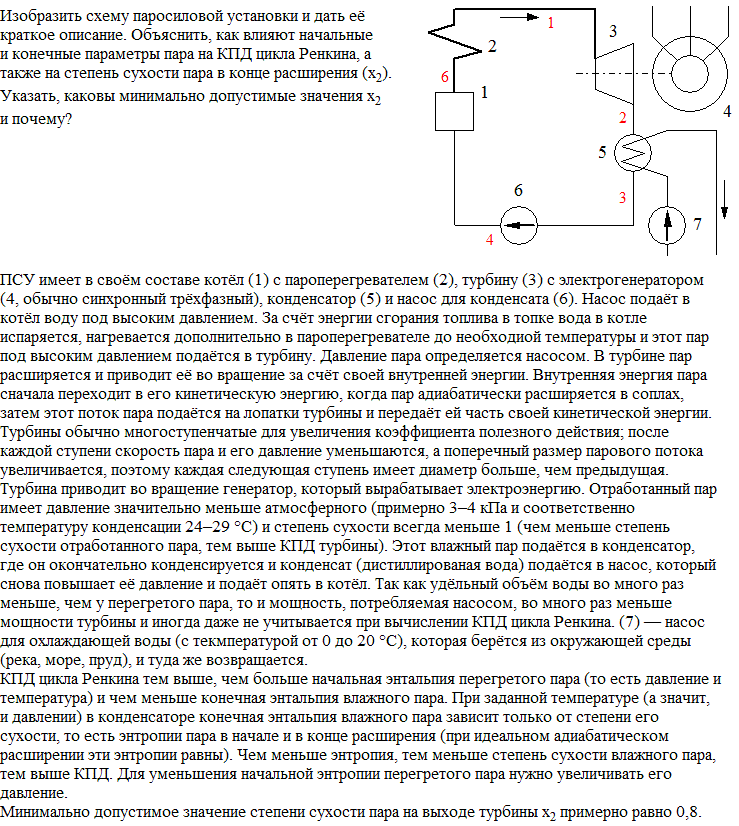 Изобразить схему паросиловой установки и дать её
краткое описание. Объяснить, как влияют начальные
и конечные параметры пара на КПД цикла Ренкина, а
также на степень сухости пара в конце расширения (x2).
Указать, каковы минимально допустимые значения x2
и почему?
1
2
3
4
6
1
2
5
3
6
4
7
ПСУ имеет в своём составе котёл (1) с пароперегревателем (2), турбину (3) с электрогенератором
(4, обычно синхронный трёхфазный), конденсатор (5) и насос для конденсата (6). Насос подаёт в
котёл воду под высоким давлением. За счёт энергии сгорания топлива в топке вода в котле
испаряется, нагревается дополнительно в пароперегревателе до необходиой температуры и этот пар
под высоким давлением подаётся в турбину. Давление пара определяется насосом. В турбине пар
расширяется и приводит её во вращение за счёт своей внутренней энергии. Внутренняя энергия пара
сначала переходит в его кинетическую энергию, когда пар адиабатически расширяется в соплах,
затем этот поток пара подаётся на лопатки турбины и передаёт ей часть своей кинетической энергии.
Турбины обычно многоступенчатые для увеличения коэффициента полезного действия; после
каждой ступени скорость пара и его давление уменьшаются, а поперечный размер парового потока
увеличивается, поэтому каждая следующая ступень имеет диаметр больше, чем предыдущая.
Турбина приводит во вращение генератор, который вырабатывает электроэнергию. Отработанный пар
имеет давление значительно меньше атмосферного (примерно 3–4 кПа и соответственно
температуру конденсации 24–29 °C) и степень сухости всегда меньше 1 (чем меньше степень
сухости отработанного пара, тем выше КПД турбины). Этот влажный пар подаётся в конденсатор,
где он окончательно конденсируется и конденсат (дистиллированая вода) подаётся в насос, который
снова повышает её давление и подаёт опять в котёл. Так как удёльный объём воды во много раз
меньше, чем у перегретого пара, то и мощность, потребляемая насосом, во много раз меньше
мощности турбины и иногда даже не учитывается при вычислении КПД цикла Ренкина. (7) — насос
для охлаждающей воды (с текмпературой от 0 до 20 °C), которая берётся из окружающей среды
(река, море, пруд), и туда же возвращается.
КПД цикла Ренкина тем выше, чем больше начальная энтальпия перегретого пара (то есть давление и
температура) и чем меньше конечная энтальпия влажного пара. При заданной температуре (а значит,
и давлении) в конденсаторе конечная энтальпия влажного пара зависит только от степени его
сухости, то есть энтропии пара в начале и в конце расширения (при идеальном адиабатическом
расширении эти энтропии равны). Чем меньше энтропия, тем меньше степень сухости влажного пара,
тем выше КПД. Для уменьшения начальной энтропии перегретого пара нужно увеличивать его
давление.
Минимально допустимое значение степени сухости пара на выходе турбины x2 примерно равно 0,8.